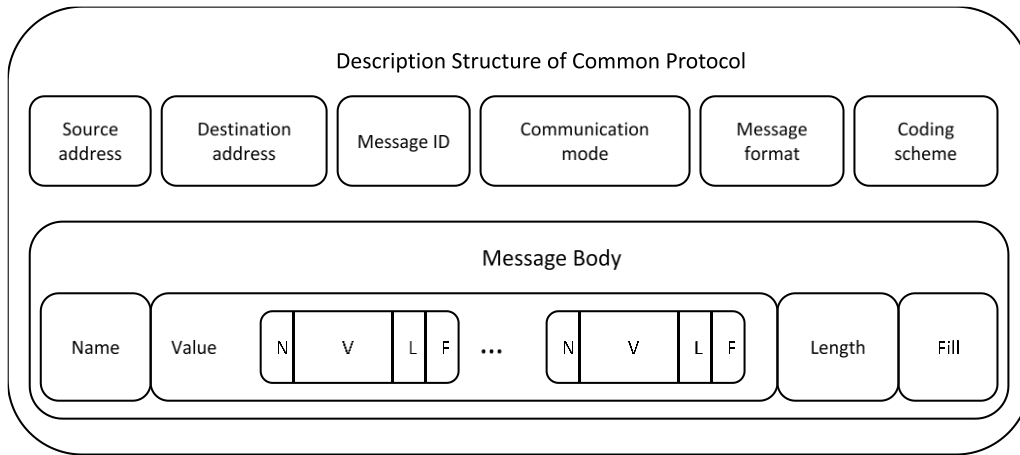 Description Structure of Common Protocol
Source
address
Destination
address
Message ID
Communication
mode
Message
format
Coding
scheme
Message Body
Name
Value
N V L F ... N V L F
Length
Fill